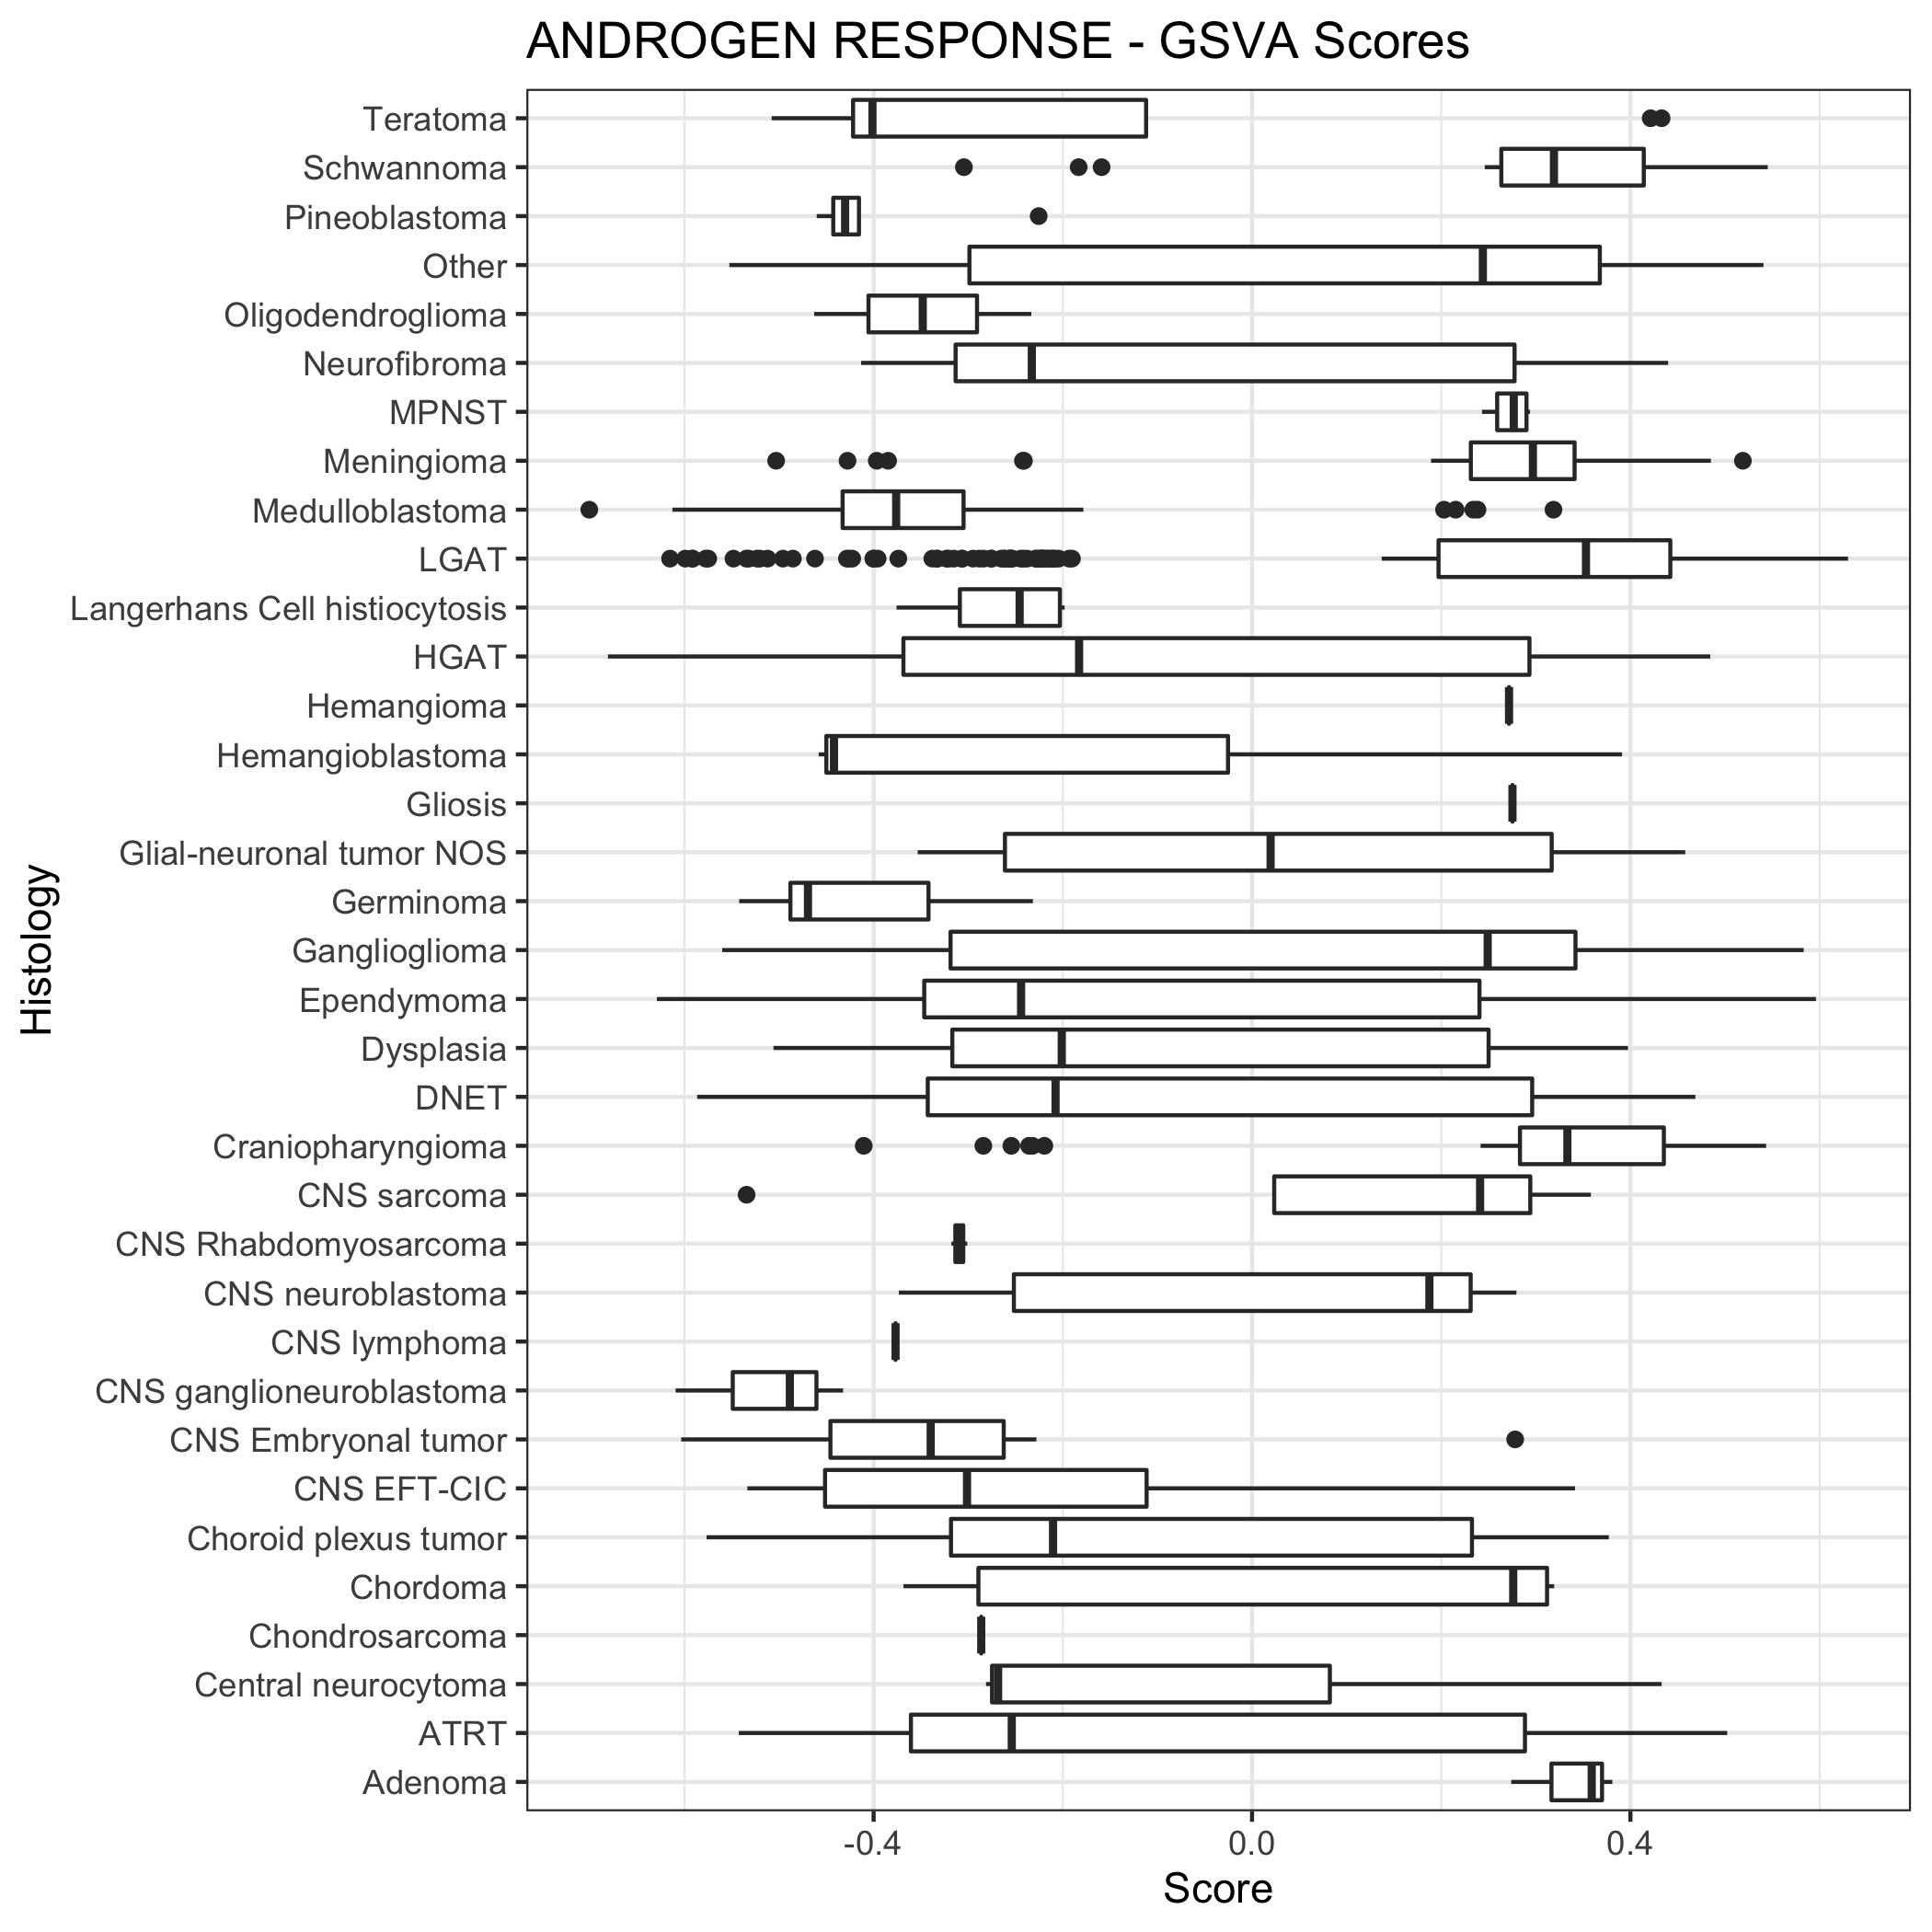 ANDROGEN RESPONSE - GSVA Scores
Teratoma
Schwannoma
Pineoblastoma
Other
Oligodendroglioma
Neurofibroma
MPNST
Meningioma
Medulloblastoma
LGAT
Langerhans Cell histiocytosis
HGAT
Hemangioma
Hemangioblastoma
Gliosis
Glial-neuronal tumor NOS
Germinoma
Ganglioglioma
Ependymoma
Dysplasia
DNET
Craniopharyngioma
CNS sarcoma
CNS Rhabdomyosarcoma
CNS neuroblastoma
CNS lymphoma
CNS ganglioneuroblastoma
CNS Embryonal tumor
CNS EFT-CIC
Choroid plexus tumor
Chordoma
Chondrosarcoma
Central neurocytoma
ATRT
Adenoma
Histology
-0.4 0.0 0.4
Score